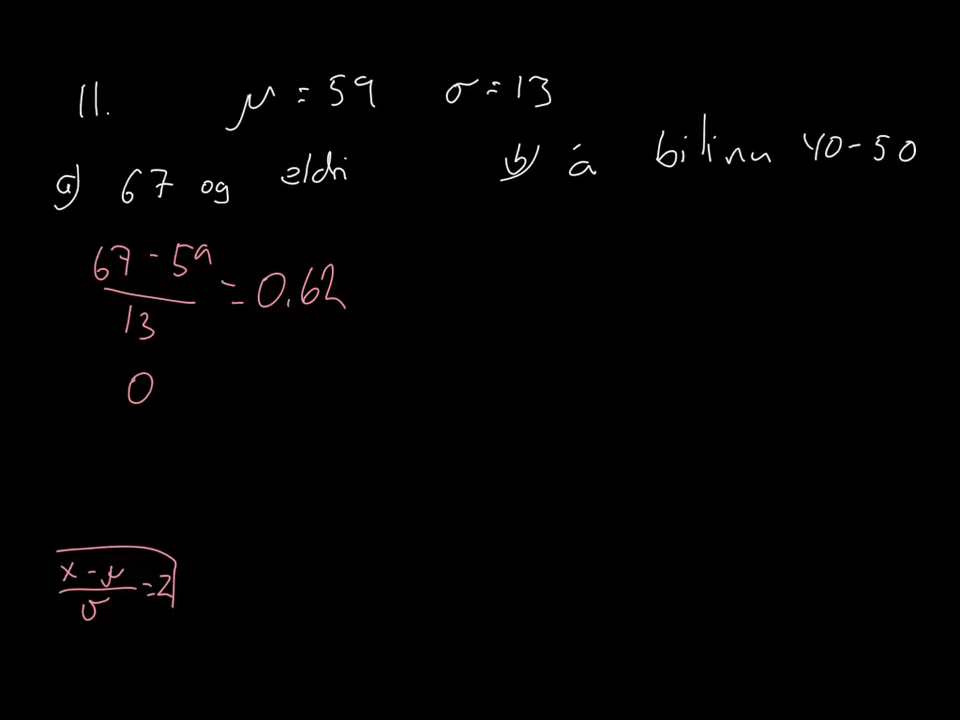 11. μ = 59 σ = 13
a) 67 og eldri
b) á bilinu 40-50
67 - 59
13
= 0.62
0
x - μ
σ
= z